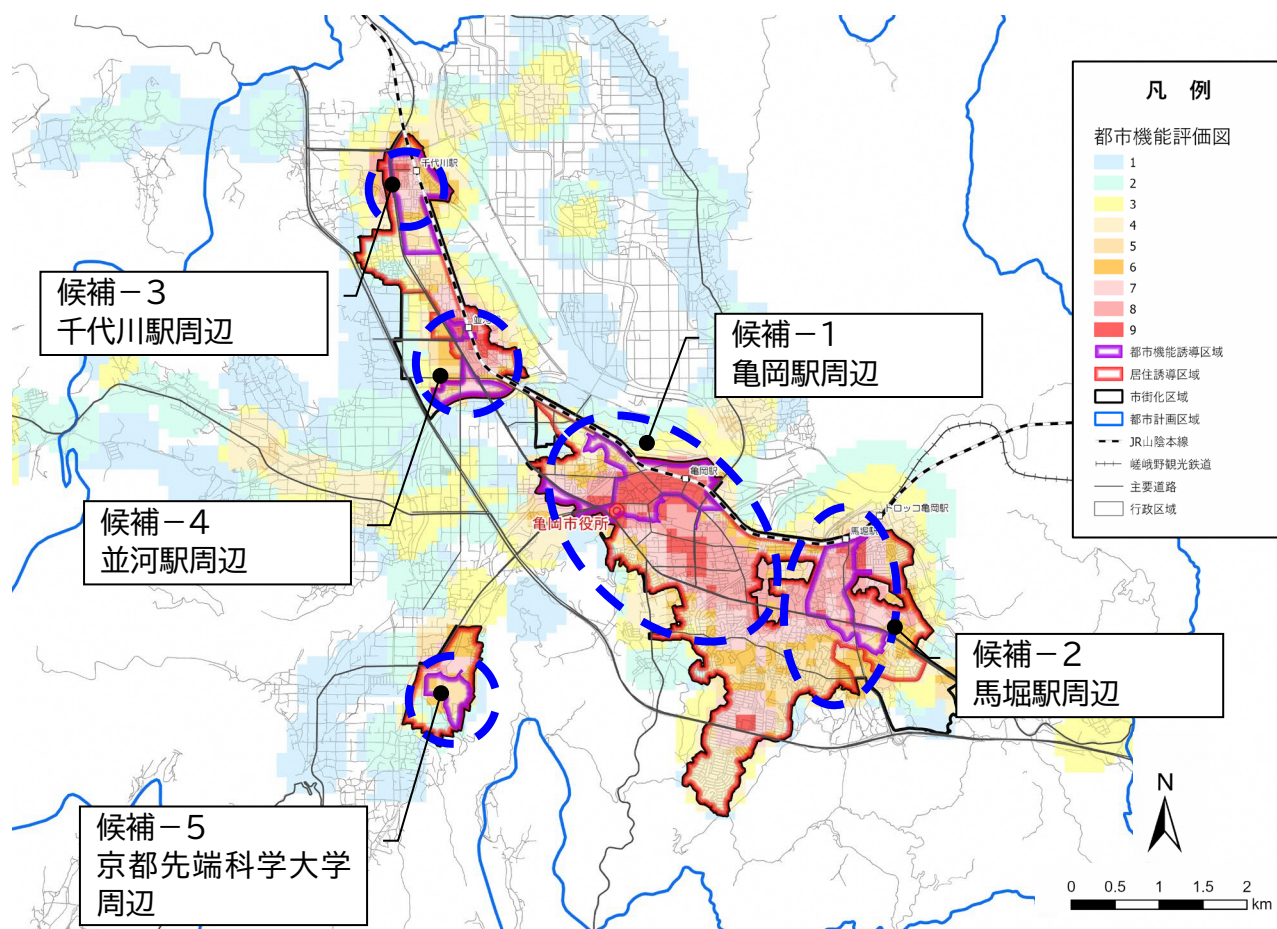 千代川駅
候補－3
千代川駅周辺
候補－1
亀岡駅周辺
候補－4
並河駅周辺
亀岡駅
亀岡市役所
トロッコ亀岡駅
馬堀駅
候補－2
馬堀駅周辺
候補－5
京都先端科学大学
周辺
凡 例
都市機能評価図
1
2
3
4
5
6
7
8
9
都市機能誘導区域
居住誘導区域
市街化区域
都市計画区域
JR山陰本線
嵯峨野観光鉄道
主要道路
行政区域
N
0 0.5 1 1.5 2
km